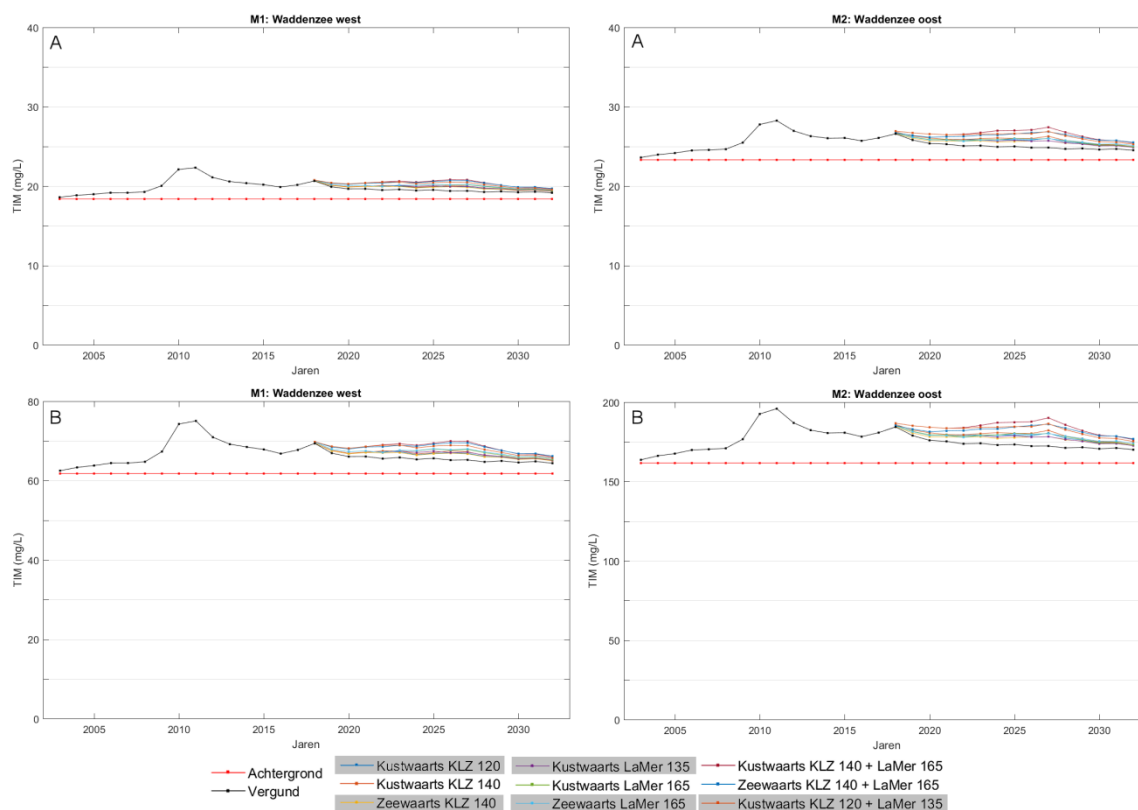 M1: Waddenzee west
A
40
30
20
10
0
TIM (mg/L)
2005 2010 2015 2020 2025 2030
Jaren
M2: Waddenzee oost
A
40
30
20
10
0
TIM (mg/L)
2005 2010 2015 2020 2025 2030
Jaren
M1: Waddenzee west
B
80
60
40
20
0
TIM (mg/L)
2005 2010 2015 2020 2025 2030
Jaren
M2: Waddenzee oost
B
200
150
100
50
0
TIM (mg/L)
2005 2010 2015 2020 2025 2030
Jaren
Achtergrond
Vergund
Kustwaarts KLZ 120
Kustwaarts KLZ 140
Zeewaarts KLZ 140
Kustwaarts LaMer 135
Kustwaarts LaMer 165
Zeewaarts LaMer 165
Kustwaarts KLZ 140 + LaMer 165
Zeewaarts KLZ 140 + LaMer 165
Kustwaarts KLZ 120 + LaMer 135